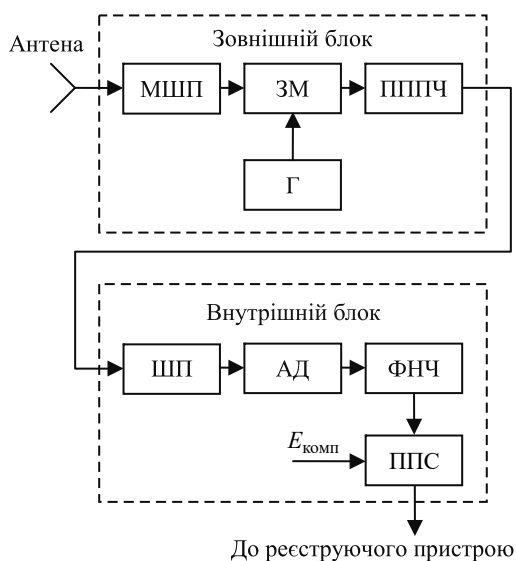 Зовнішній блок
Антена
МШП
ЗМ
ПППЧ
Г
Внутрішній блок
ШП
АД
ФНЧ
Eкомп
ППС
До реєструючого пристрою